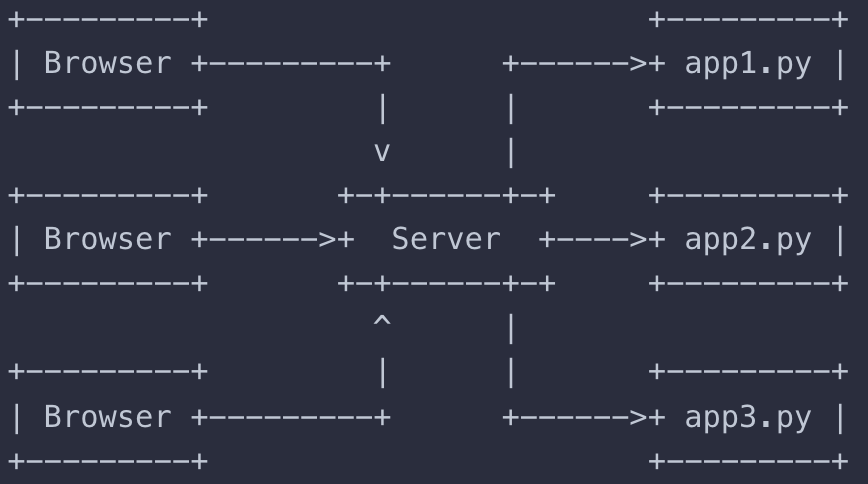 +---------+                         +---------+
| Browser +---------+      +------>+ app1.py |
+---------+         |      |       +---------+
                    v      |
+---------+       +-+------+-+     +---------+
| Browser +------>+  Server  +---->+ app2.py |
+---------+       +-+------+-+     +---------+
                    ^      |
+---------+         |      |       +---------+
| Browser +---------+      +------>+ app3.py |
+---------+                        +---------+